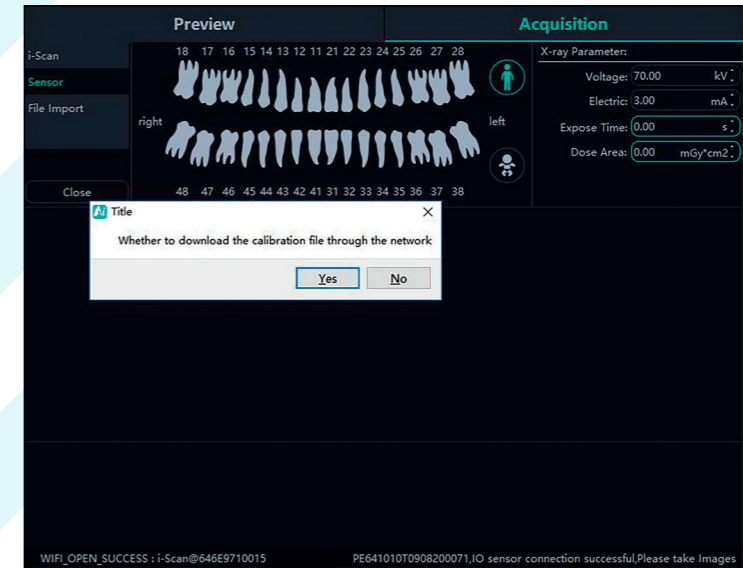 Preview
Acquisition
i-Scan
Sensor
File Import
Close
18 17 16 15 14 13 12 11 21 22 23 24 25 26 27 28
right
left
48 47 46 45 44 43 42 41 31 32 33 34 35 36 37 38
X-ray Parameter:
Voltage: 70.00 kV
Electric: 3.00 mA
Expose Time: 0.00 s
Dose Area: 0.00 mGy*cm2
Title
Whether to download the calibration file through the network
Yes No
WIFI_OPEN_SUCCESS : i-Scan@646E9710015
PE641010T0908200071,IO sensor connection successful,Please take Images